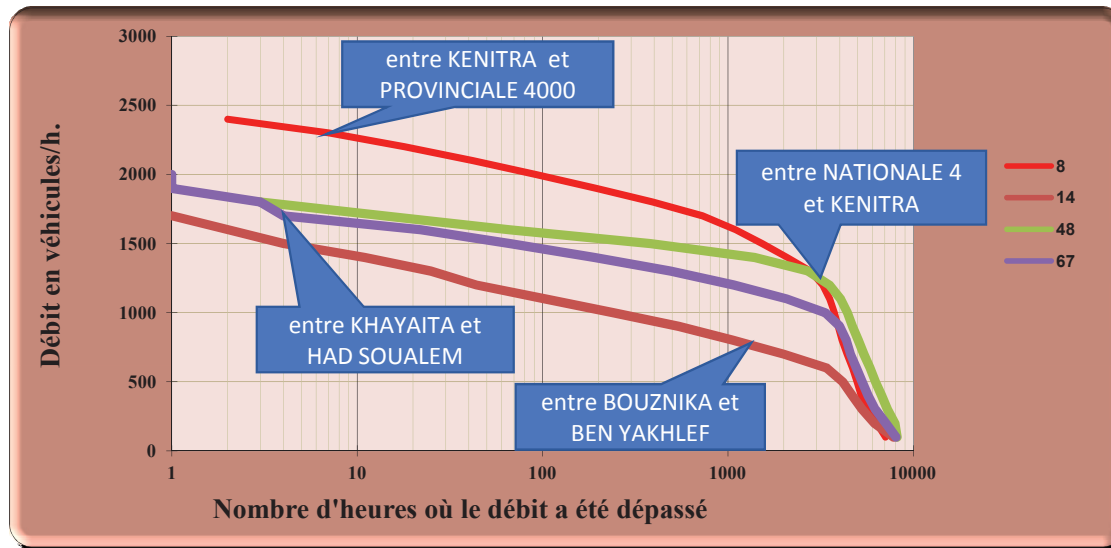 Débit en véhicules/h.
3000
2500
2000
1500
1000
500
0
entre KENITRA et
PROVINCIALE 4000
entre NATIONALE 4
et KENITRA
entre KHAYAITA et
HAD SOUALEM
entre BOUZNIKA et
BEN YAKHLEF
8
14
48
67
1
10
100
1000
10000
Nombre d'heures où le débit a été dépassé